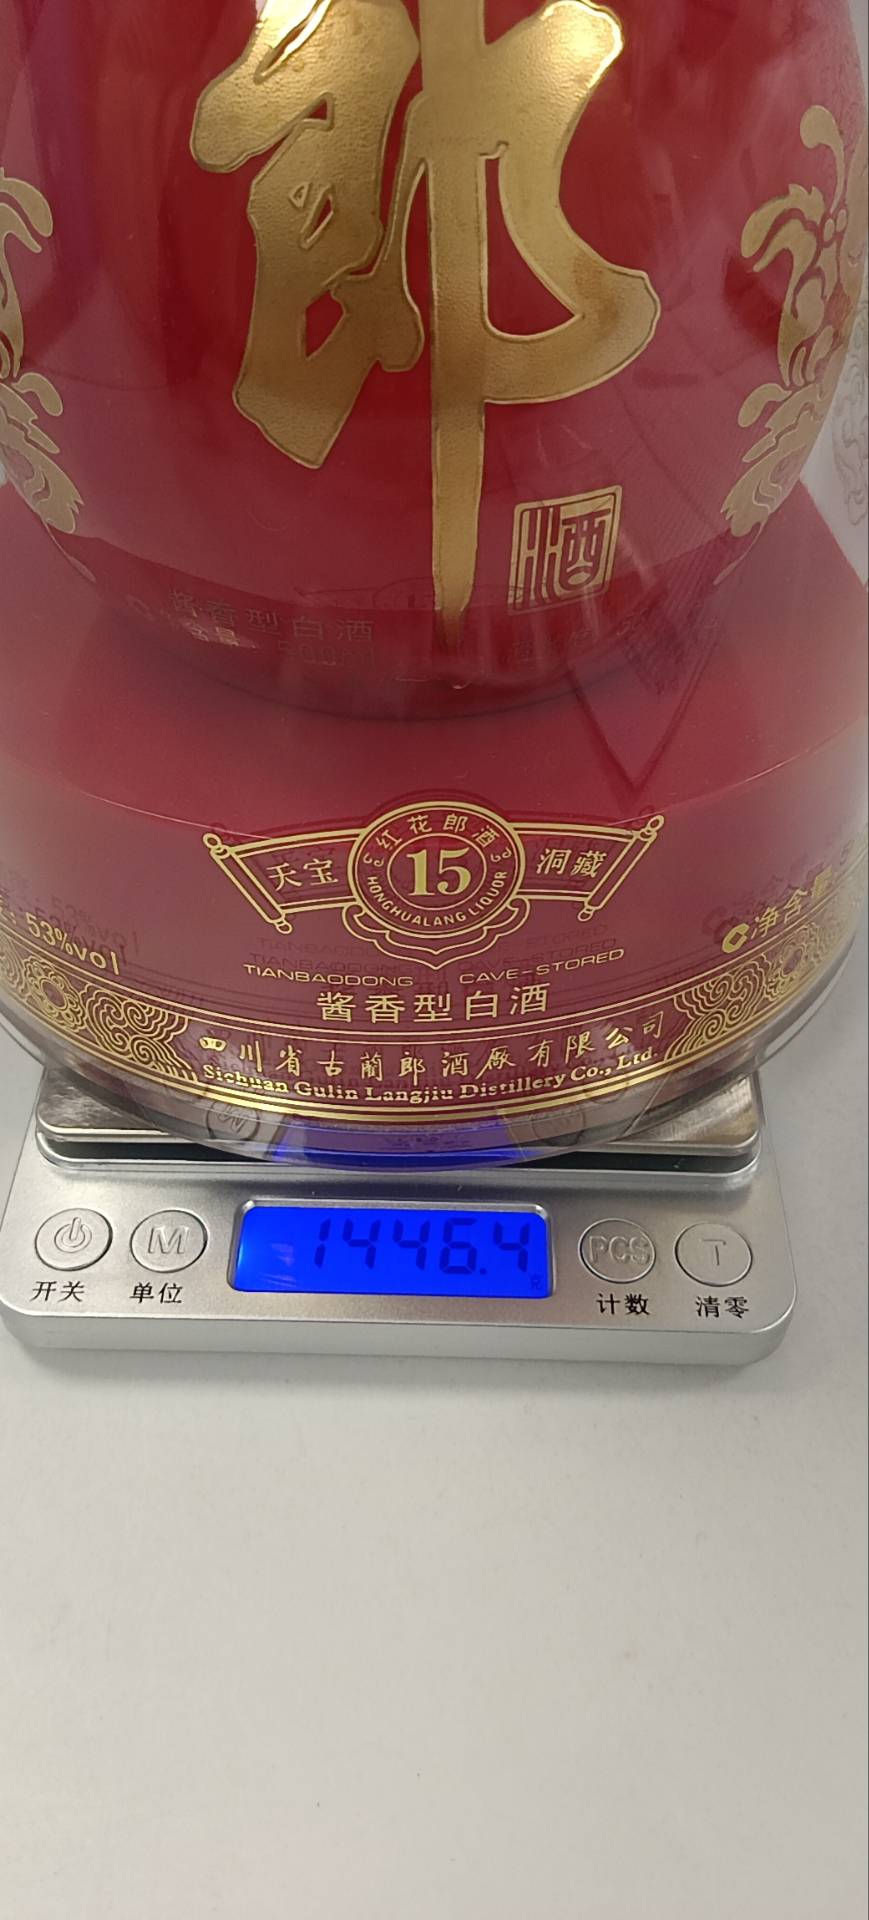 郎
酒
酱香型白酒
500ml
红花郎酒
天宝
15
洞藏
HONGHUALANG LIQUOR
53%vol
净含量
TIANBAODONG CAVE-STORED
酱香型白酒
四川省古蔺郎酒厰有限公司
Sichuan Gulin Langjiu Distillery Co., Ltd.
M
1446.4
克
PCS
T
开关
单位
计数
清零